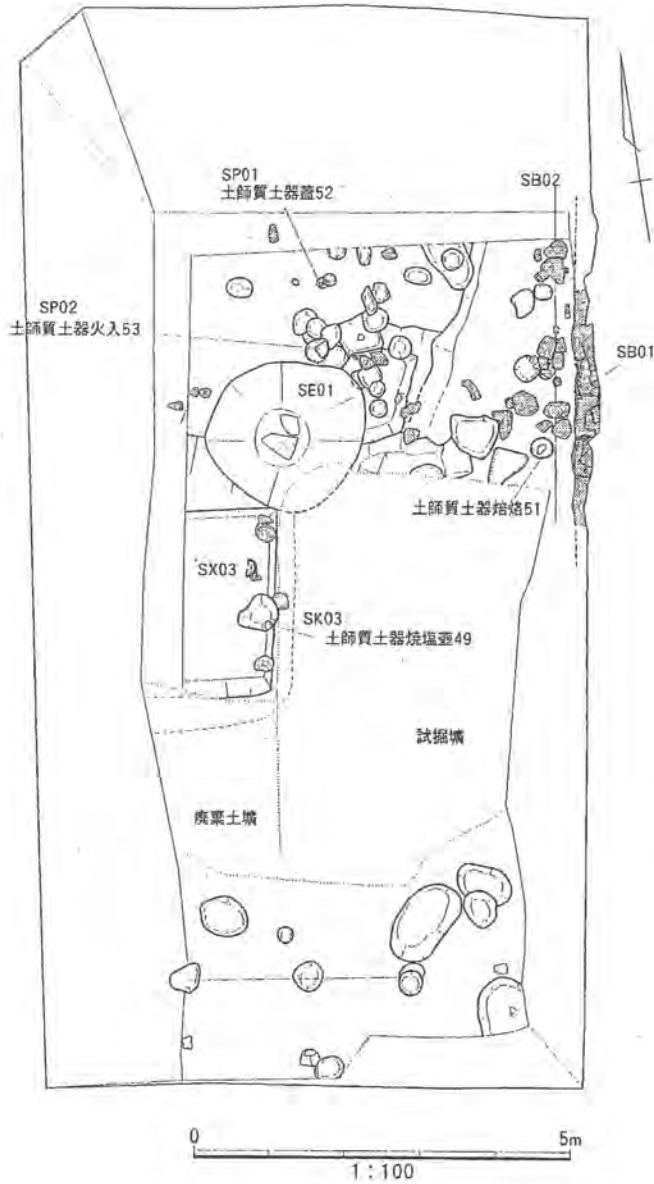 SP01
土師質土器蓋52
SB02
SP02
土師質土器火入53
SB01
SE01
土師質土器焙烙51
SX03
SK03
土師質土器焼塩壺49
試掘墻
廃棄土墻
0 5m
1:100